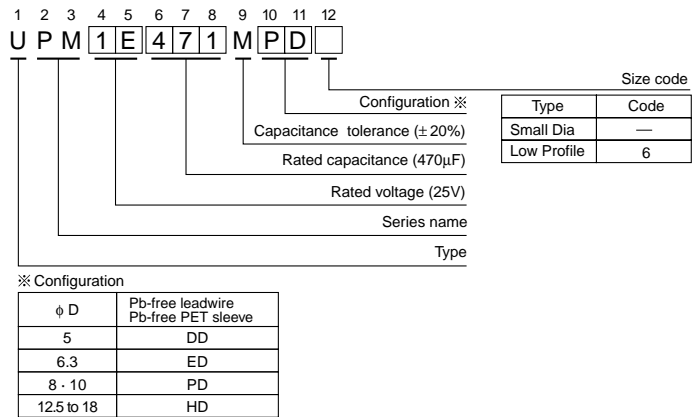 1 2 3 4 5 6 7 8 9 10 11 12
U P M 1 E 4 7 1 M P D
Size code
Configuration ※
Type Code
Capacitance tolerance (± 20%)
Small Dia —
Low Profile 6
Rated capacitance (470μF)
Rated voltage (25V)
Series name
Type
※ Configuration
ϕ D Pb-free leadwire
Pb-free PET sleeve
5 DD
6.3 ED
8 · 10 PD
12.5 to 18 HD